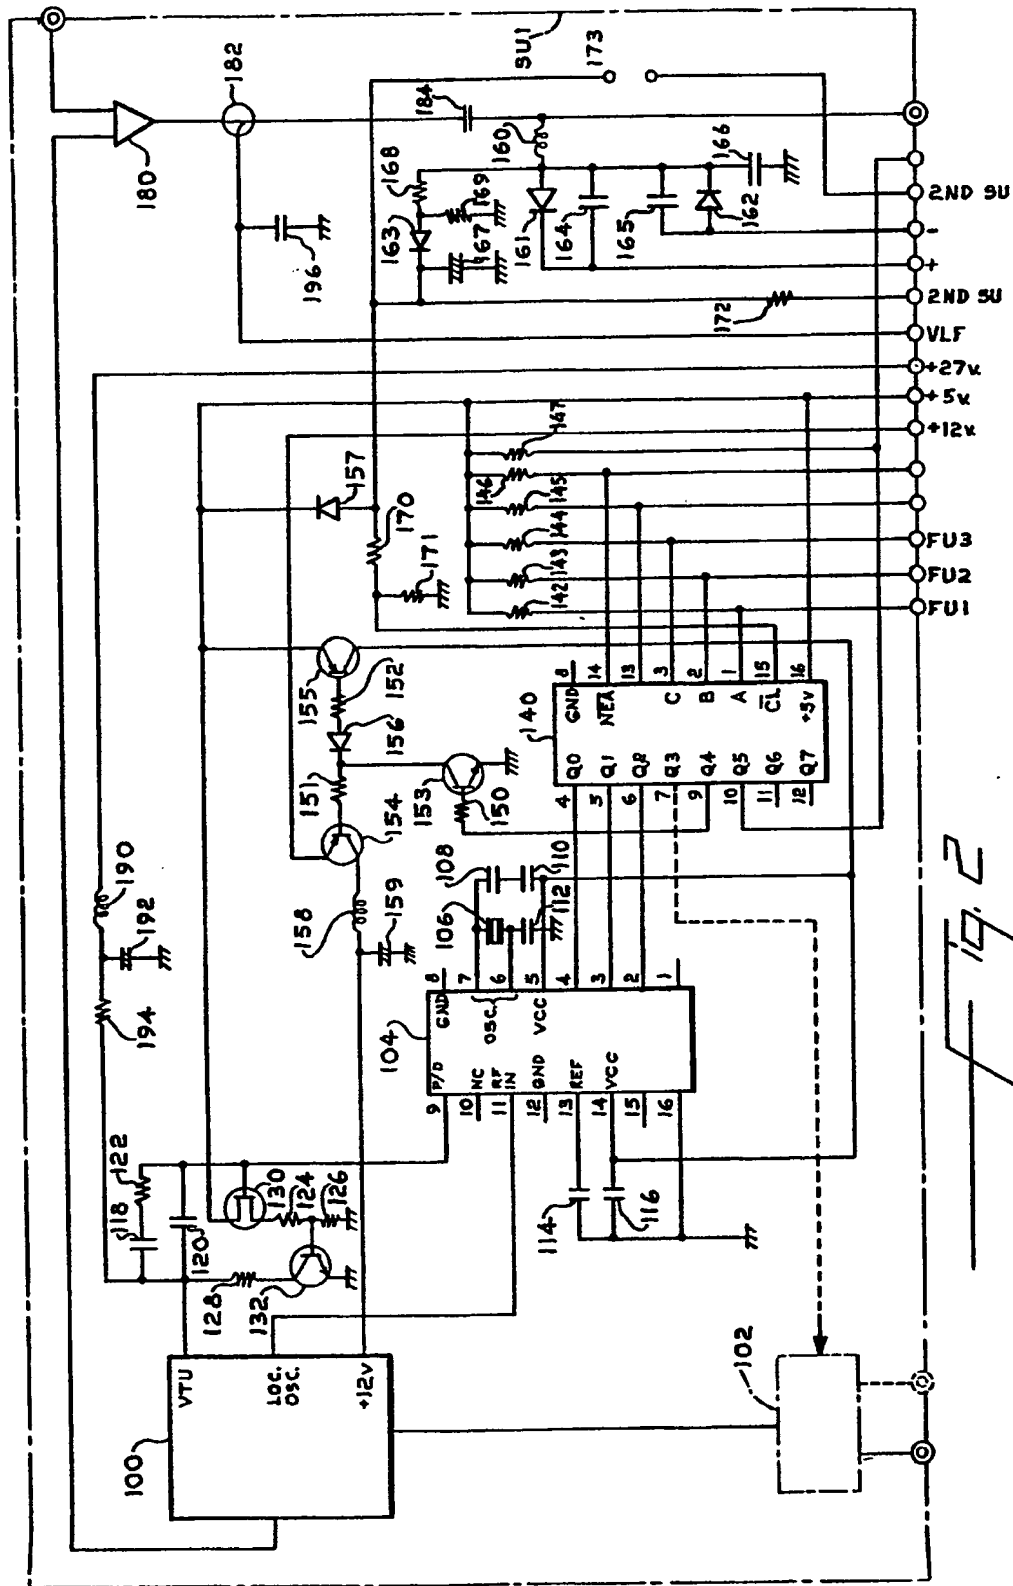 SU1
173
182
184
180
160
168
169
163
167
161
164
165
162
166
196
172
2ND SU
-
+
2ND SU
VLF
+27v.
+5v.
+12v.
FU3
FU2
FU1
147
146
145
144
143
142
157
170
171
155
152
156
151
154
153
150
158
159
190
192
194
140
GND 8
NEA 14
13
C 3
B 2
A 1
CL 15
+5V 16
4 Q0
5 Q1
6 Q2
7 Q3
9 Q4
10 Q5
11 Q6
12 Q7
108
110
106
112
104
GND 8
7
OSC.
6
VCC 5
4
3
2
1
9 P/D
10 NC
11 RF IN
12 GND
13 REF
14 VCC
15
16
114
116
122
118
120
130
124
126
128
132
100
VTU
LOC. OSC.
+12V
102
Fig. 2